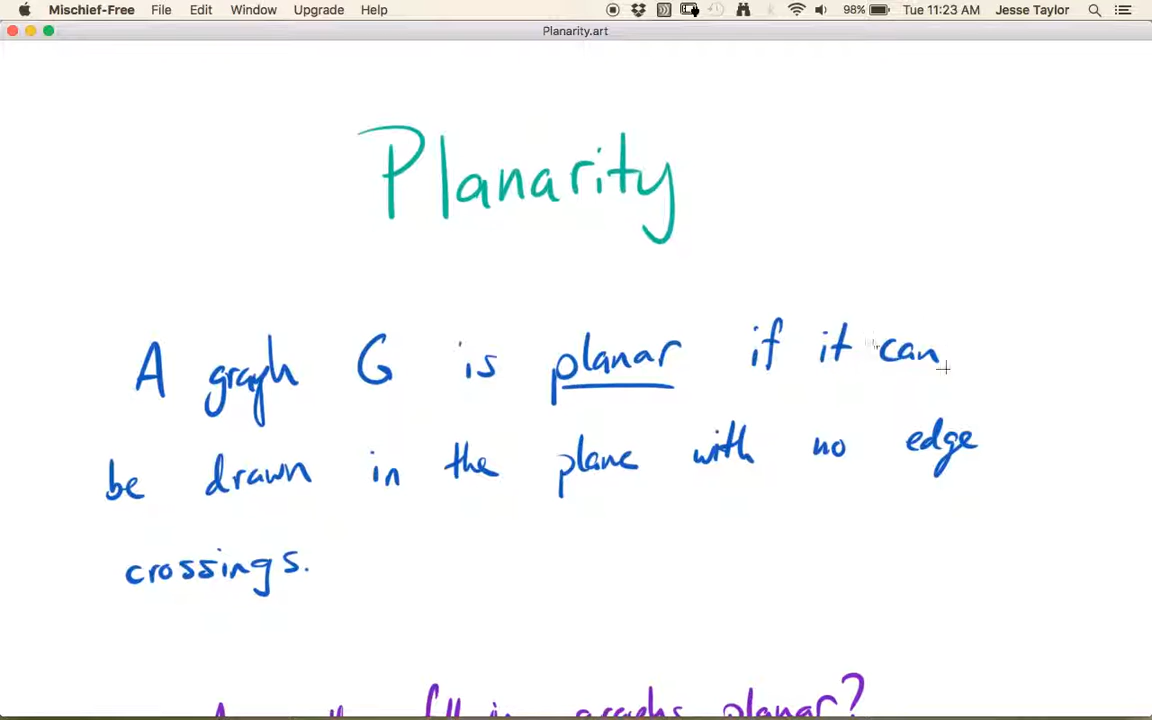 Mischief-Free File Edit Window Upgrade Help 98% Tue 11:23 AM Jesse Taylor
Planarity.art
Planarity
A graph G is planar if it can
be drawn in the plane with no edge
crossings.
graphs planar?